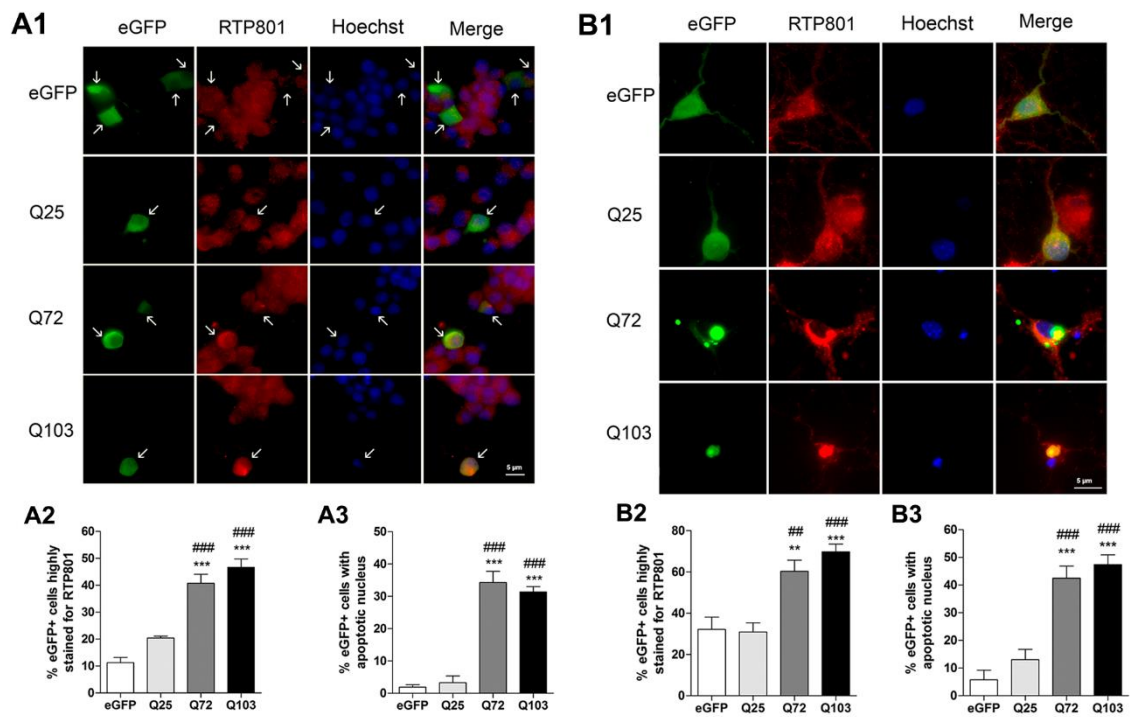 A1
eGFP RTP801 Hoechst Merge
eGFP
Q25
Q72
Q103
5 µm
B1
eGFP RTP801 Hoechst Merge
eGFP
Q25
Q72
Q103
5 µm
A2
% eGFP+ cells highly
stained for RTP801
60
50
40
30
20
10
0
###
***
###
***
eGFP Q25 Q72 Q103
A3
% eGFP+ cells with
apoptotic nucleus
50
40
30
20
10
0
###
***
###
***
eGFP Q25 Q72 Q103
B2
% eGFP+ cells highly
stained for RTP801
80
60
40
20
0
##
**
###
***
eGFP Q25 Q72 Q103
B3
% eGFP+ cells with
apoptotic nucleus
60
50
40
30
20
10
0
###
***
###
***
eGFP Q25 Q72 Q103